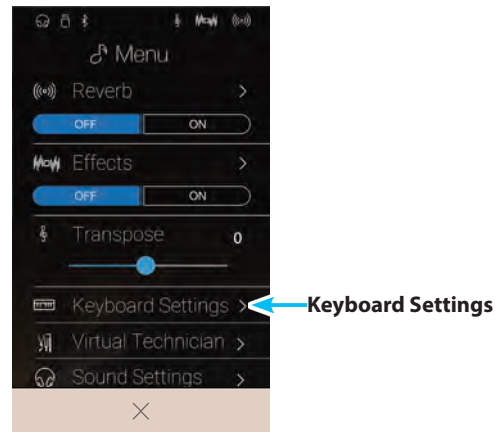 Menu
Reverb
OFF ON
Effects
OFF ON
Transpose 0
Keyboard Settings Keyboard Settings
Virtual Technician
Sound Settings